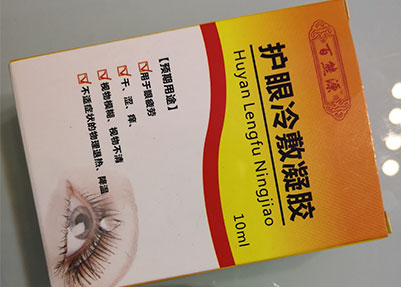 百慈源
护眼冷敷凝胶
Huyan Lengfu Ningjiao
10ml
【预期用途】
用于眼疲劳
干、涩、痒、
视物模糊、视物不清
不适症状的物理退热、降温